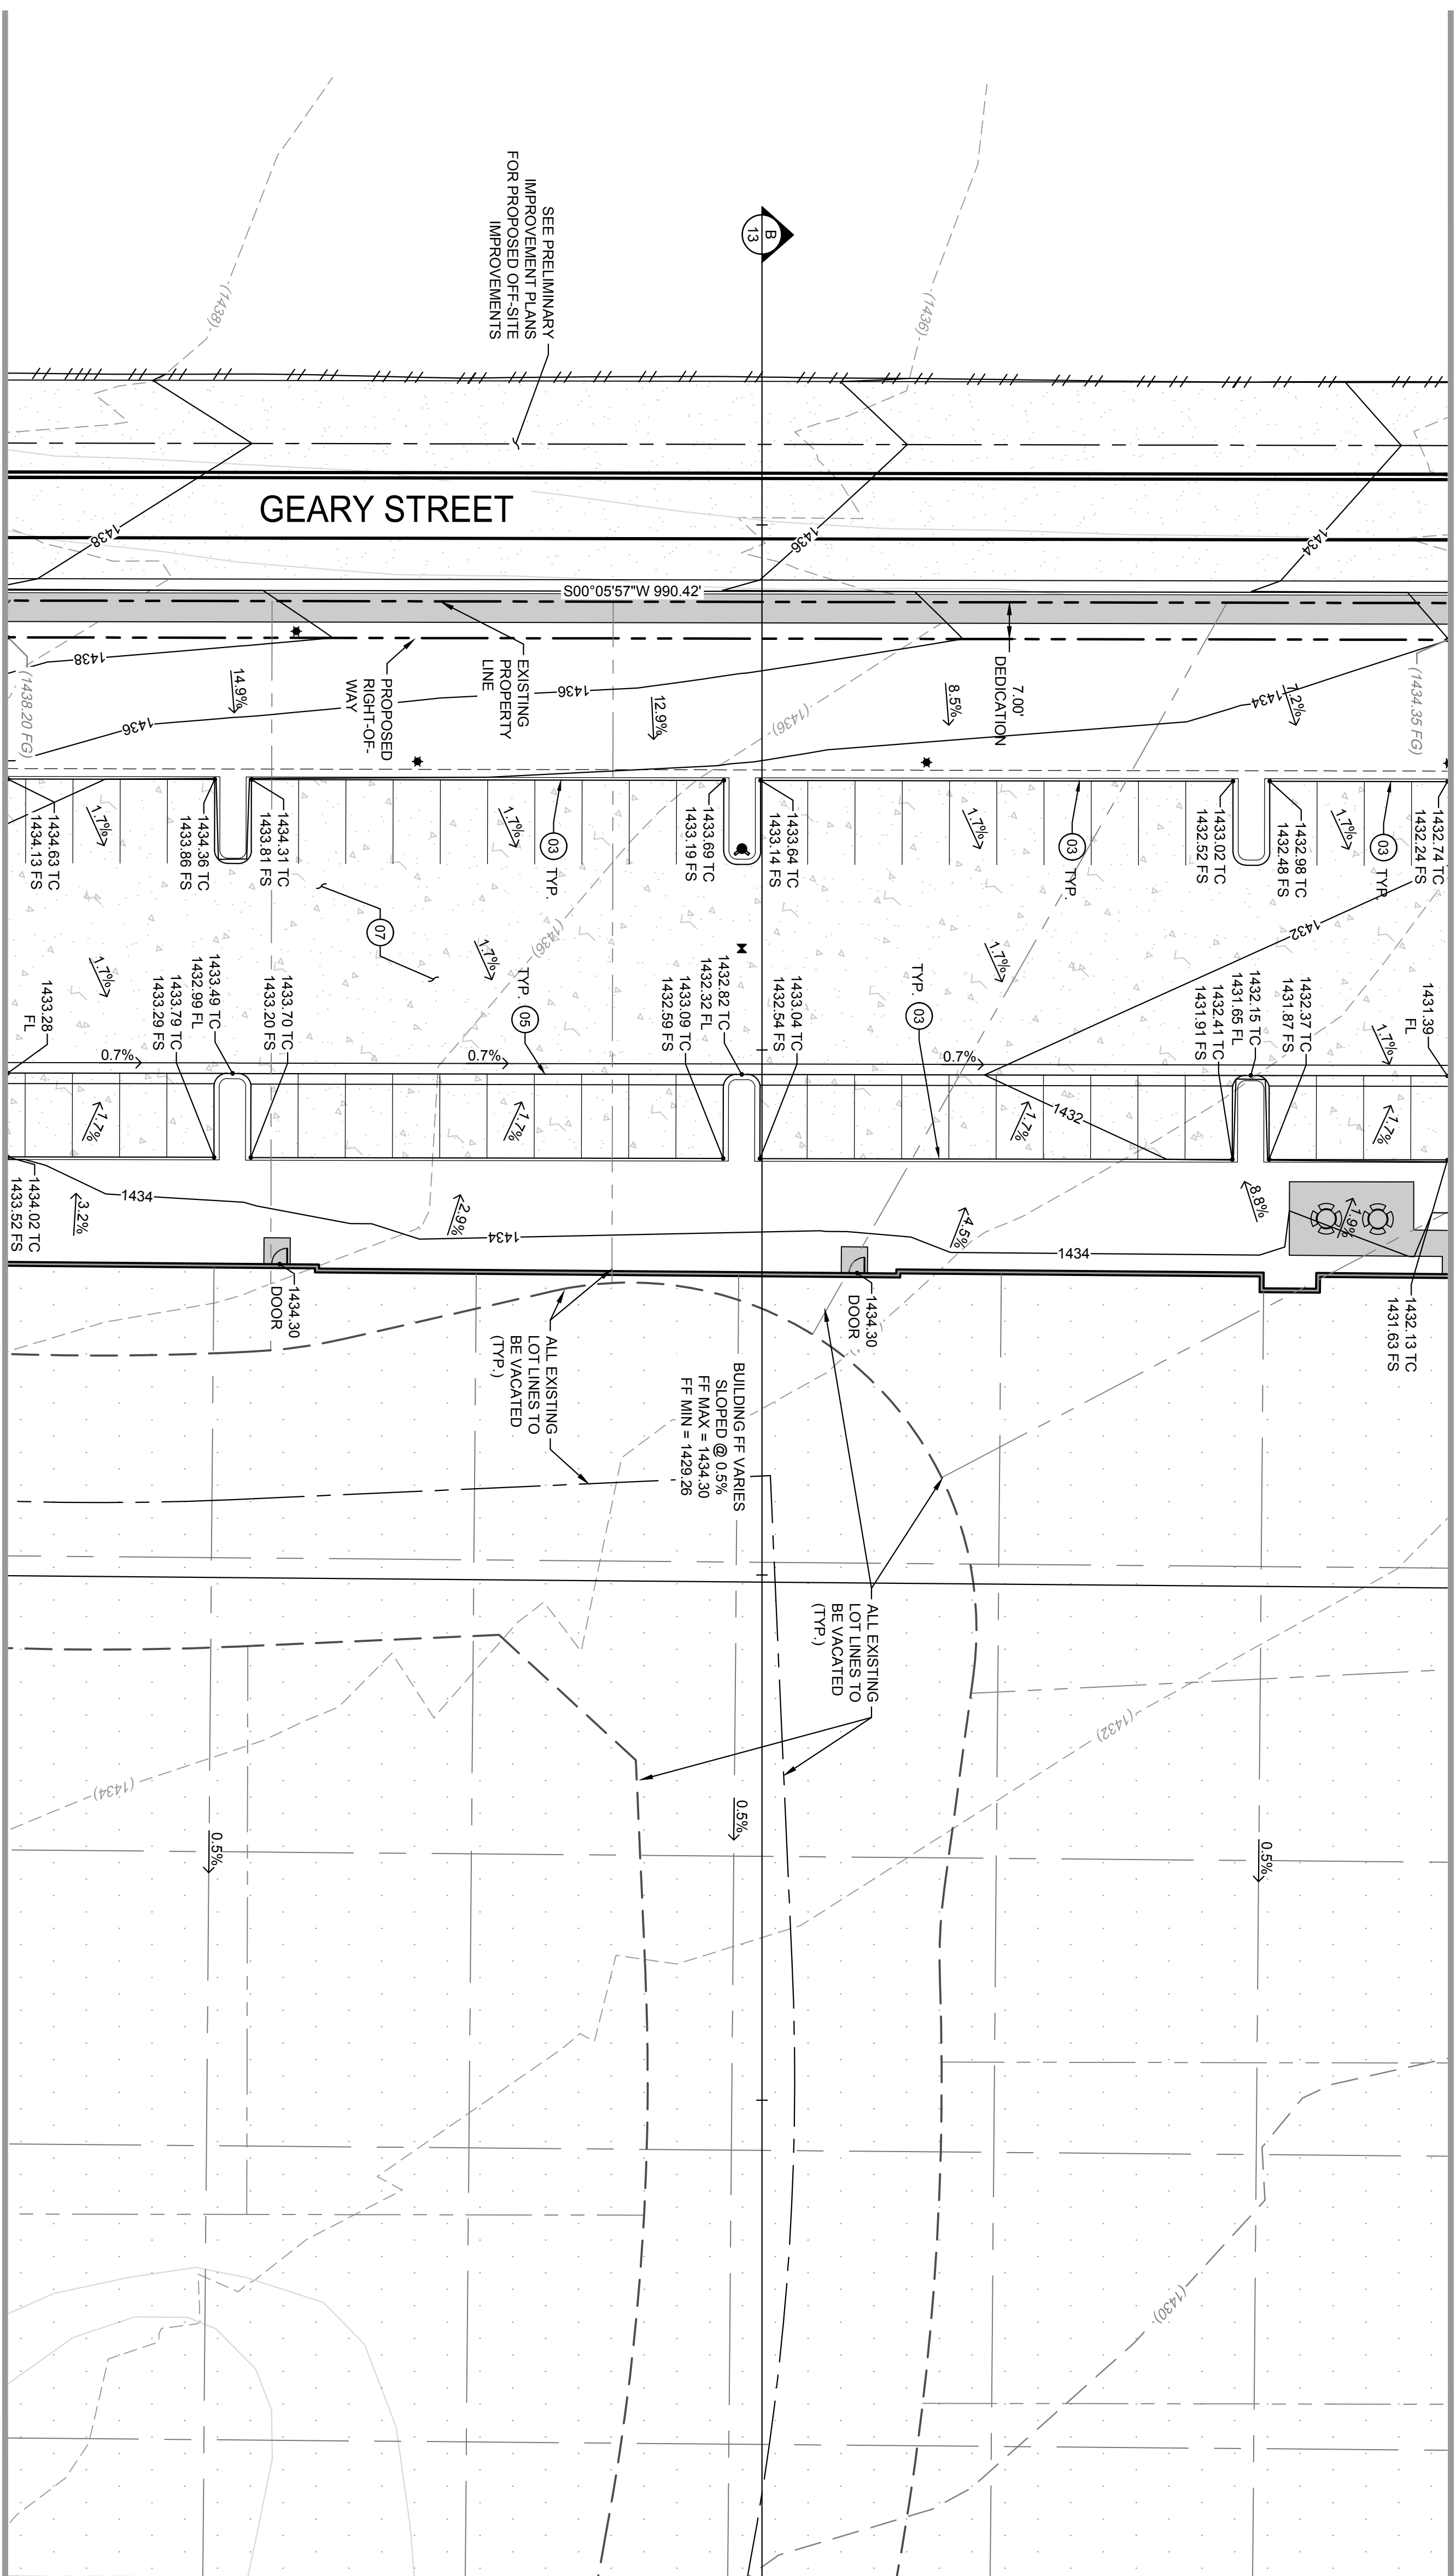 SEE PRELIMINARY
IMPROVEMENT PLANS
FOR PROPOSED OFF-SITE
IMPROVEMENTS
B
13
(1438)
(1436)
GEARY STREET
1438
1436
1434
S00°05'57"W 990.42'
1438
1436
1436
1434
(1438.20 FG)
14.9%
PROPOSED
RIGHT-OF-
WAY
EXISTING
PROPERTY
LINE
12.9%
(1436)
8.5%
7.00'
DEDICATION
7.2%
(1434.35 FG)
1434.63 TC
1434.13 FS
1.7%
1434.36 TC
1433.86 FS
1434.31 TC
1433.81 FS
1.7%
03
TYP.
1433.69 TC
1433.19 FS
1433.64 TC
1433.14 FS
1.7%
03
TYP.
1433.02 TC
1432.52 FS
1432.98 TC
1432.48 FS
1.7%
03
TYP.
1432.74 TC
1432.24 FS
07
(1436)
1432
1433.28
FL
1.7%
1433.49 TC
1432.99 FL
1433.79 TC
1433.29 FS
1433.70 TC
1433.20 FS
1.7%
TYP.
05
1432.82 TC
1432.32 FL
1433.09 TC
1432.59 FS
1433.04 TC
1432.54 FS
TYP.
03
1.7%
1432.15 TC
1431.65 FL
1432.41 TC
1431.91 FS
1432.37 TC
1431.87 FS
1.7%
1431.39
FL
0.7%
0.7%
0.7%
1.7%
1.7%
1.7%
1432
1.7%
1434.02 TC
1433.52 FS
3.2%
1434
2.9%
1434
4.5%
1434
8.8%
1.9%
1434.30
DOOR
1434.30
DOOR
1432.13 TC
1431.63 FS
ALL EXISTING
LOT LINES TO
BE VACATED
(TYP.)
BUILDING FF VARIES
SLOPED @ 0.5%
FF MAX = 1434.30
FF MIN = 1429.26
ALL EXISTING
LOT LINES TO
BE VACATED
(TYP.)
(1432)
(1434)
0.5%
0.5%
0.5%
(1430)